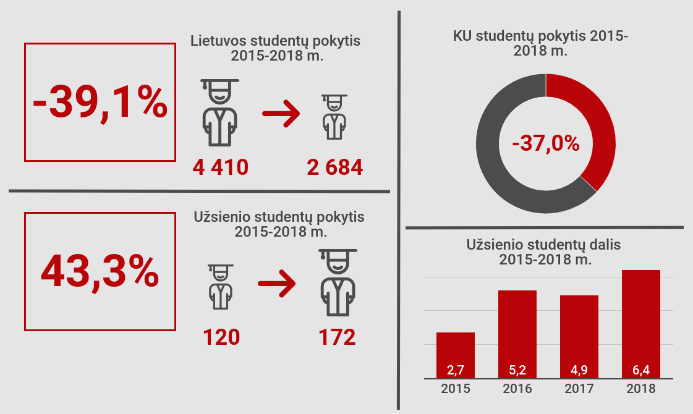 -39,1%
Lietuvos studentų pokytis
2015-2018 m.
4 410
2 684
43,3%
Užsienio studentų pokytis
2015-2018 m.
120
172
KU studentų pokytis 2015-
2018 m.
-37,0%
Užsienio studentų dalis
2015-2018 m.
2,7
5,2
4,9
6,4
2015
2016
2017
2018